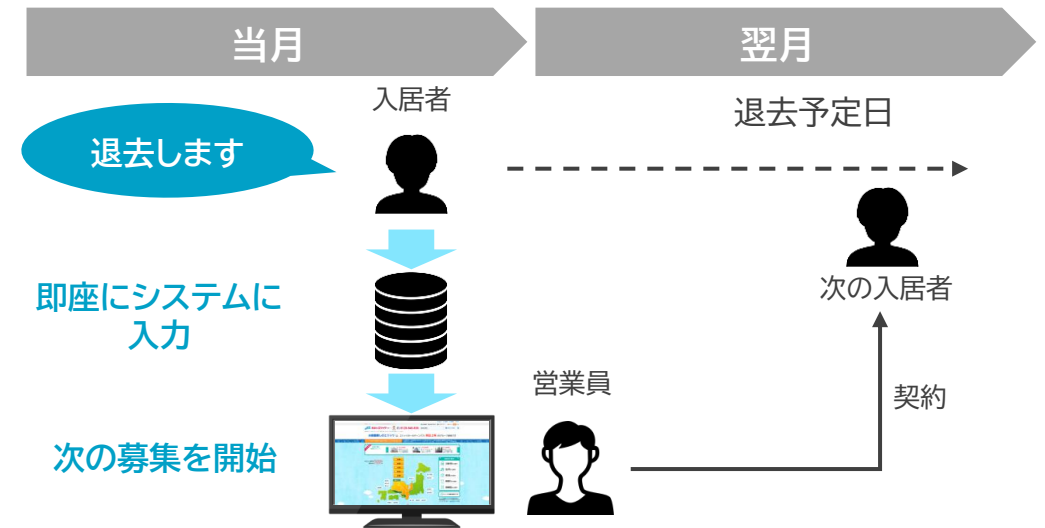 当月
翌月
入居者
退去予定日
退去します
次の入居者
即座にシステムに
入力
営業員
契約
次の募集を開始